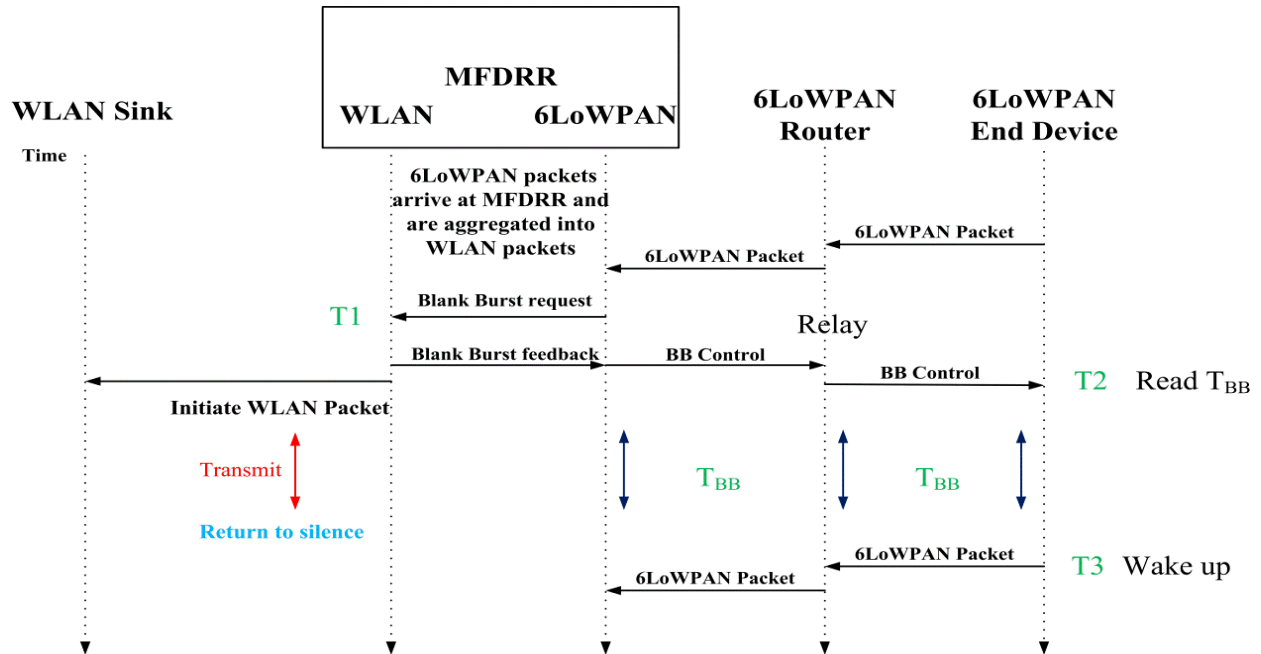 MFDRR
WLAN Sink
WLAN
6LoWPAN
6LoWPAN
Router
6LoWPAN
End Device
Time
6LoWPAN packets
arrive at MFDRR and
are aggregated into
WLAN packets
6LoWPAN Packet
6LoWPAN Packet
T1
Blank Burst request
Relay
Blank Burst feedback
BB Control
BB Control
T2
Read TBB
Initiate WLAN Packet
Transmit
TBB
TBB
Return to silence
6LoWPAN Packet
T3
Wake up
6LoWPAN Packet